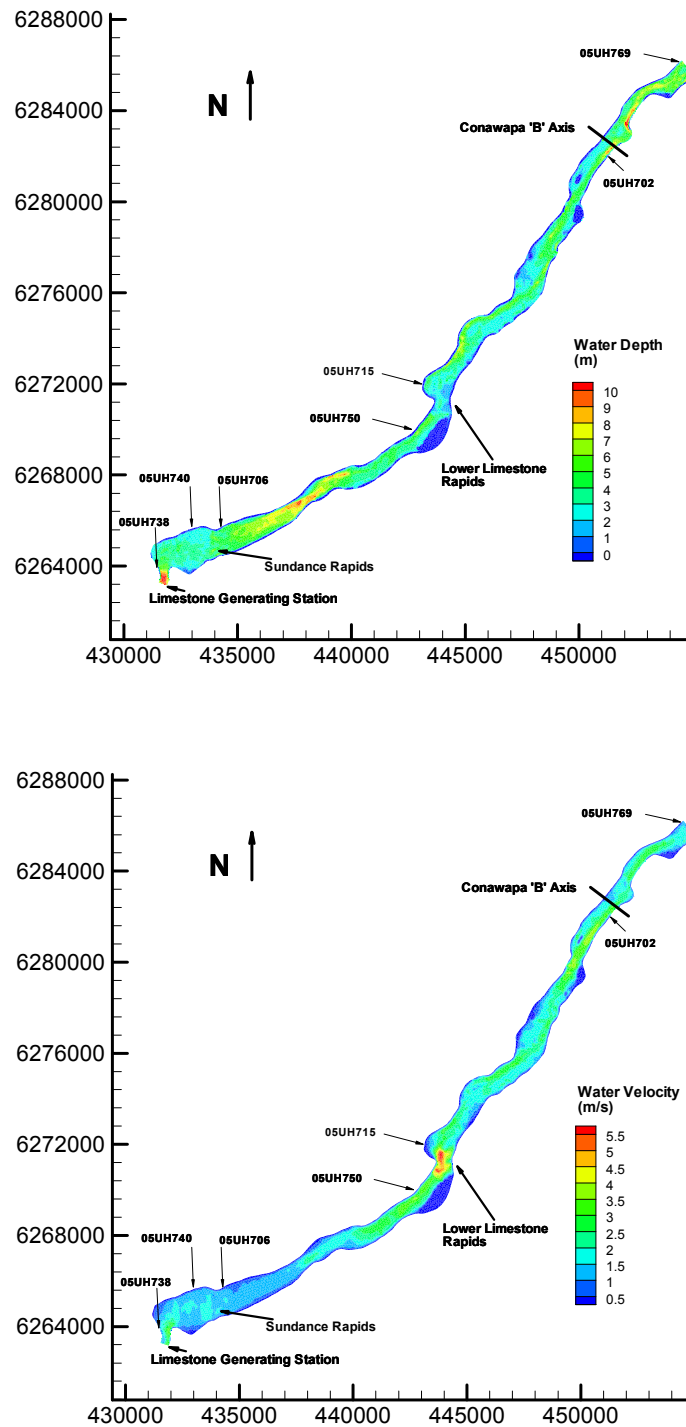 6288000
05UH769
N
6284000
Conawapa 'B' Axis
05UH702
6280000
6276000
Water Depth
(m)
05UH715
6272000
10
9
8
7
6
5
4
3
2
1
0
05UH750
Lower Limestone
Rapids
6268000
05UH740
05UH706
05UH738
6264000
Sundance Rapids
Limestone Generating Station
430000
435000
440000
445000
450000
6288000
05UH769
N
6284000
Conawapa 'B' Axis
05UH702
6280000
6276000
Water Velocity
(m/s)
05UH715
6272000
5.5
5
4.5
4
3.5
3
2.5
2
1.5
1
0.5
05UH750
Lower Limestone
Rapids
6268000
05UH740
05UH706
05UH738
6264000
Sundance Rapids
Limestone Generating Station
430000
435000
440000
445000
450000